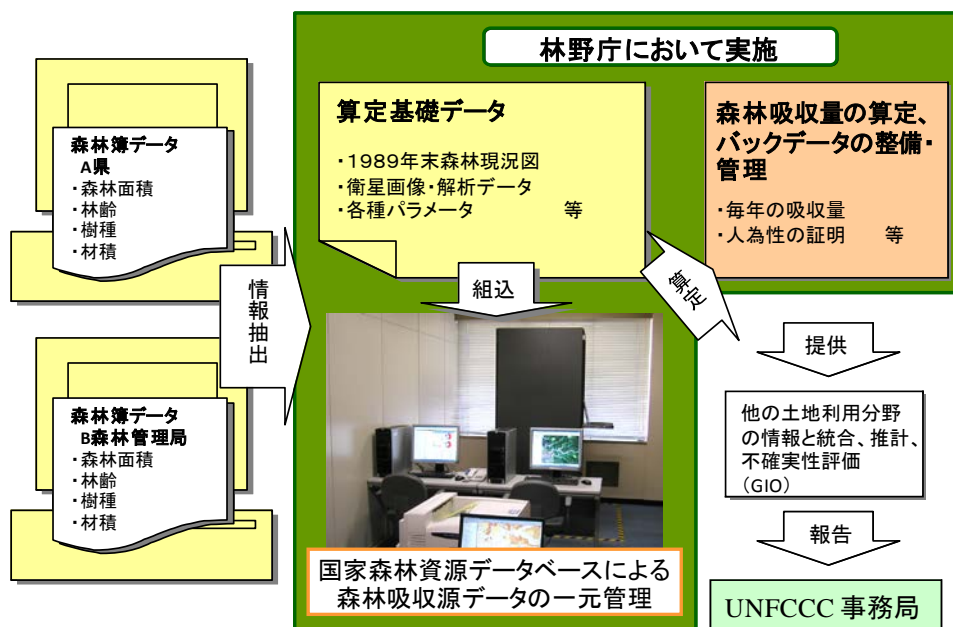 林野庁において実施
森林簿データ
A県
・森林面積
・林齢
・樹種
・材積
森林簿データ
B森林管理局
・森林面積
・林齢
・樹種
・材積
情報抽出
算定基礎データ
・1989年末森林現況図
・衛星画像・解析データ
・各種パラメータ 等
組込
国家森林資源データベースによる
森林吸収源データの一元管理
算定
森林吸収量の算定、
バックデータの整備・
管理
・毎年の吸収量
・人為性の証明 等
提供
他の土地利用分野
の情報と統合、推計、
不確実性評価
(GIO)
報告
UNFCCC 事務局